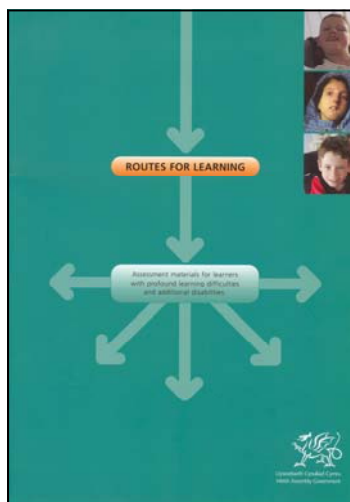 ROUTES FOR LEARNING
Assessment materials for learners
with profound learning difficulties
and additional disabilities
Llywodraeth Cynulliad Cymru
Welsh Assembly Government